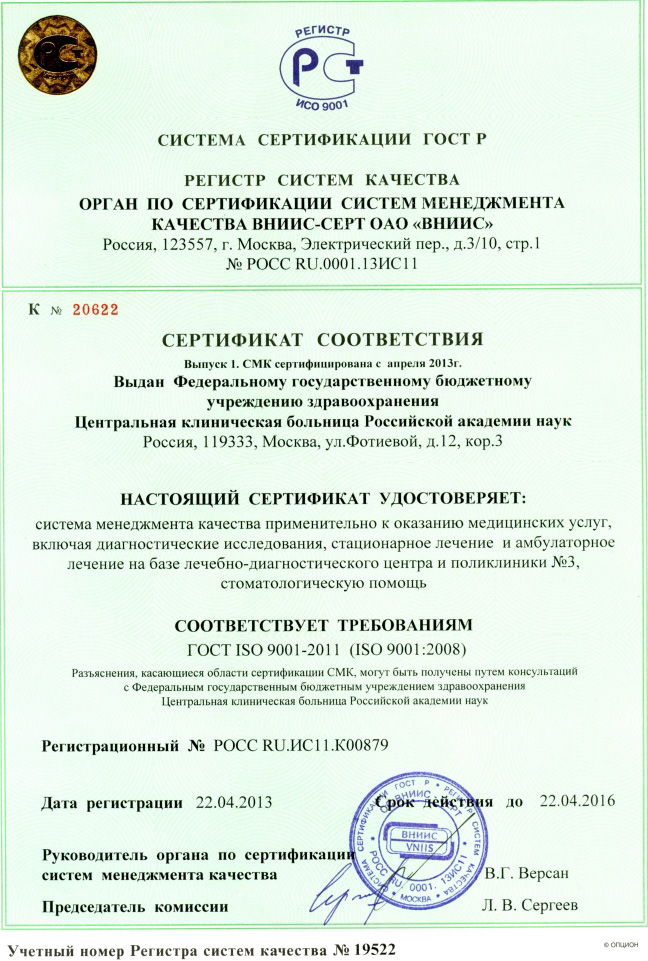 РЕГИСТР
РСТ
ИСО 9001
СИСТЕМА СЕРТИФИКАЦИИ ГОСТ Р
РЕГИСТР СИСТЕМ КАЧЕСТВА
ОРГАН ПО СЕРТИФИКАЦИИ СИСТЕМ МЕНЕДЖМЕНТА
КАЧЕСТВА ВНИИС-СЕРТ ОАО «ВНИИС»
Россия, 123557, г. Москва, Электрический пер., д.3/10, стр.1
№ РОСС RU.0001.13ИС11
К № 20622
СЕРТИФИКАТ СООТВЕТСТВИЯ
Выпуск 1. СМК сертифицирована с апреля 2013г.
Выдан Федеральному государственному бюджетному
учреждению здравоохранения
Центральная клиническая больница Российской академии наук
Россия, 119333, Москва, ул.Фотиевой, д.12, кор.3
НАСТОЯЩИЙ СЕРТИФИКАТ УДОСТОВЕРЯЕТ:
система менеджмента качества применительно к оказанию медицинских услуг,
включая диагностические исследования, стационарное лечение и амбулаторное
лечение на базе лечебно-диагностического центра и поликлиники №3,
стоматологическую помощь
СООТВЕТСТВУЕТ ТРЕБОВАНИЯМ
ГОСТ ISO 9001-2011 (ISO 9001:2008)
Разъяснения, касающиеся области сертификации СМК, могут быть получены путем консультаций
с Федеральным государственным бюджетным учреждением здравоохранения
Центральная клиническая больница Российской академии наук
Регистрационный № РОСС RU.ИС11.К00879
Дата регистрации 22.04.2013 Срок действия до 22.04.2016
СИСТЕМА СЕРТИФИКАЦИИ ГОСТ Р * РЕГИСТР СИСТЕМ КАЧЕСТВА
ОС ВНИИС - СЕРТ
ВНИИС
VNIIS
РОСС RU. 0001. 13ИС11
МОСКВА
Руководитель органа по сертификации
систем менеджмента качества В.Г. Версан
Председатель комиссии Л. В. Сергеев
Учетный номер Регистра систем качества № 19522
© ОПЦИОН